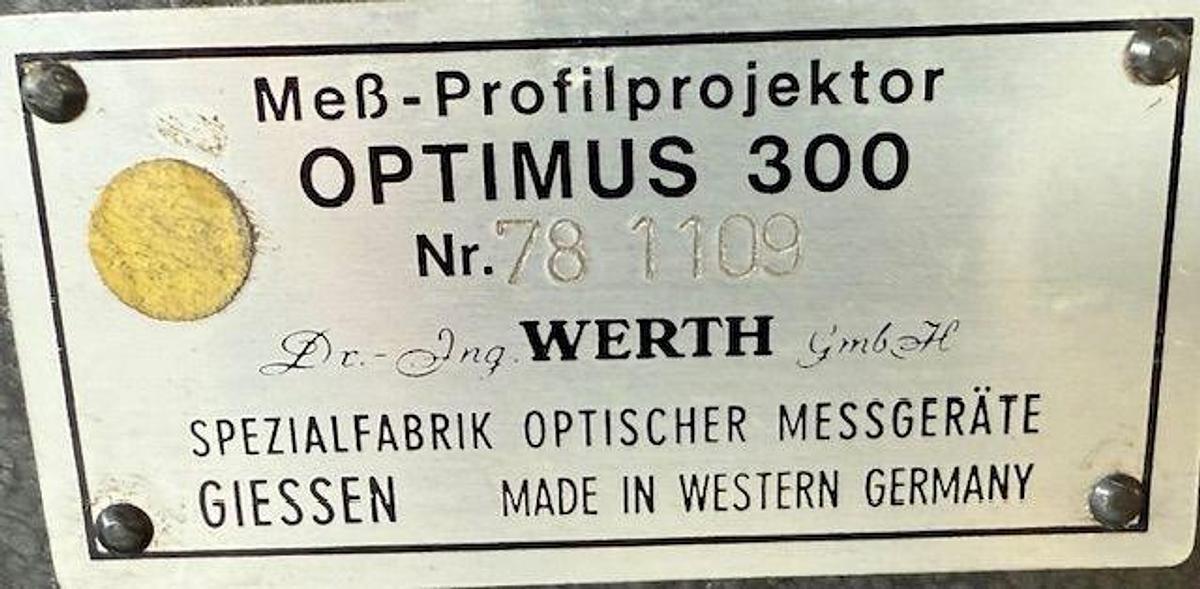 Meß-Profilprojektor
OPTIMUS 300
Nr. 78 1109
Dr.-Ing. WERTH GmbH
SPEZIALFABRIK OPTISCHER MESSGERÄTE
GIESSEN MADE IN WESTERN GERMANY